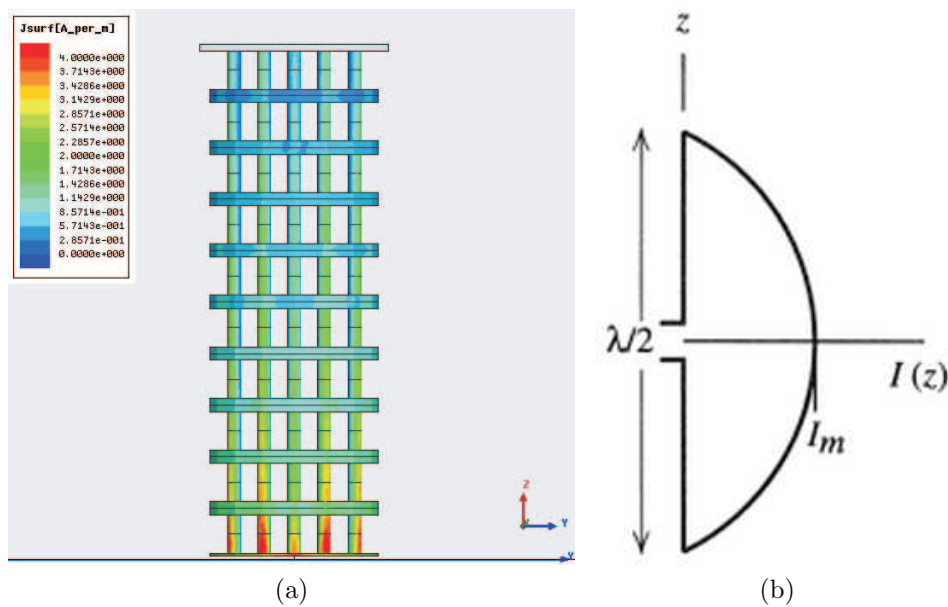 Jsurf[A_per_m]
4.0000e+000
3.7143e+000
3.4286e+000
3.1429e+000
2.8571e+000
2.5714e+000
2.2857e+000
2.0000e+000
1.7143e+000
1.4286e+000
1.1429e+000
8.5714e-001
5.7143e-001
2.8571e-001
0.0000e+000
Z
Y
Y
(a)
z
λ/2
I (z)
I_m
(b)